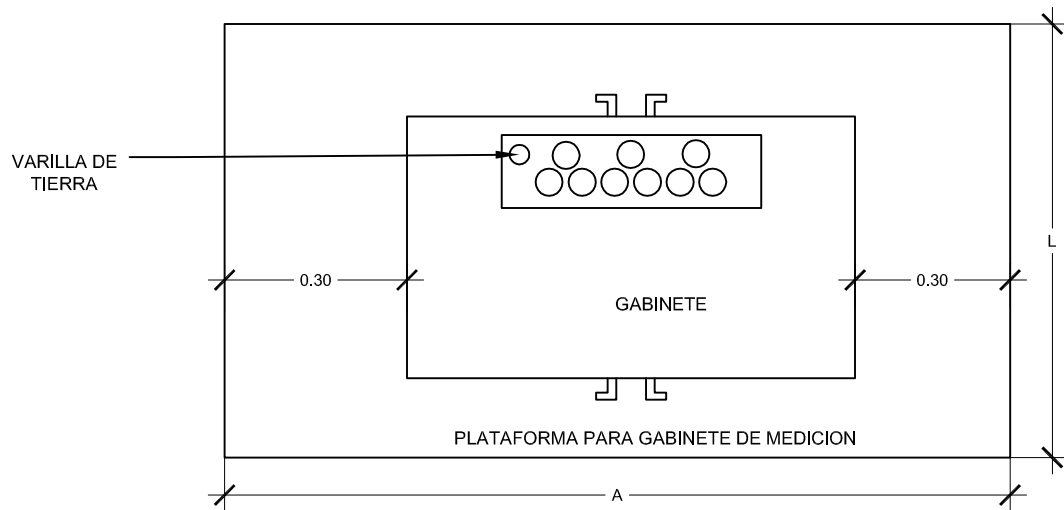 VARILLA DE
TIERRA
0.30
0.30
L
GABINETE
PLATAFORMA PARA GABINETE DE MEDICION
A